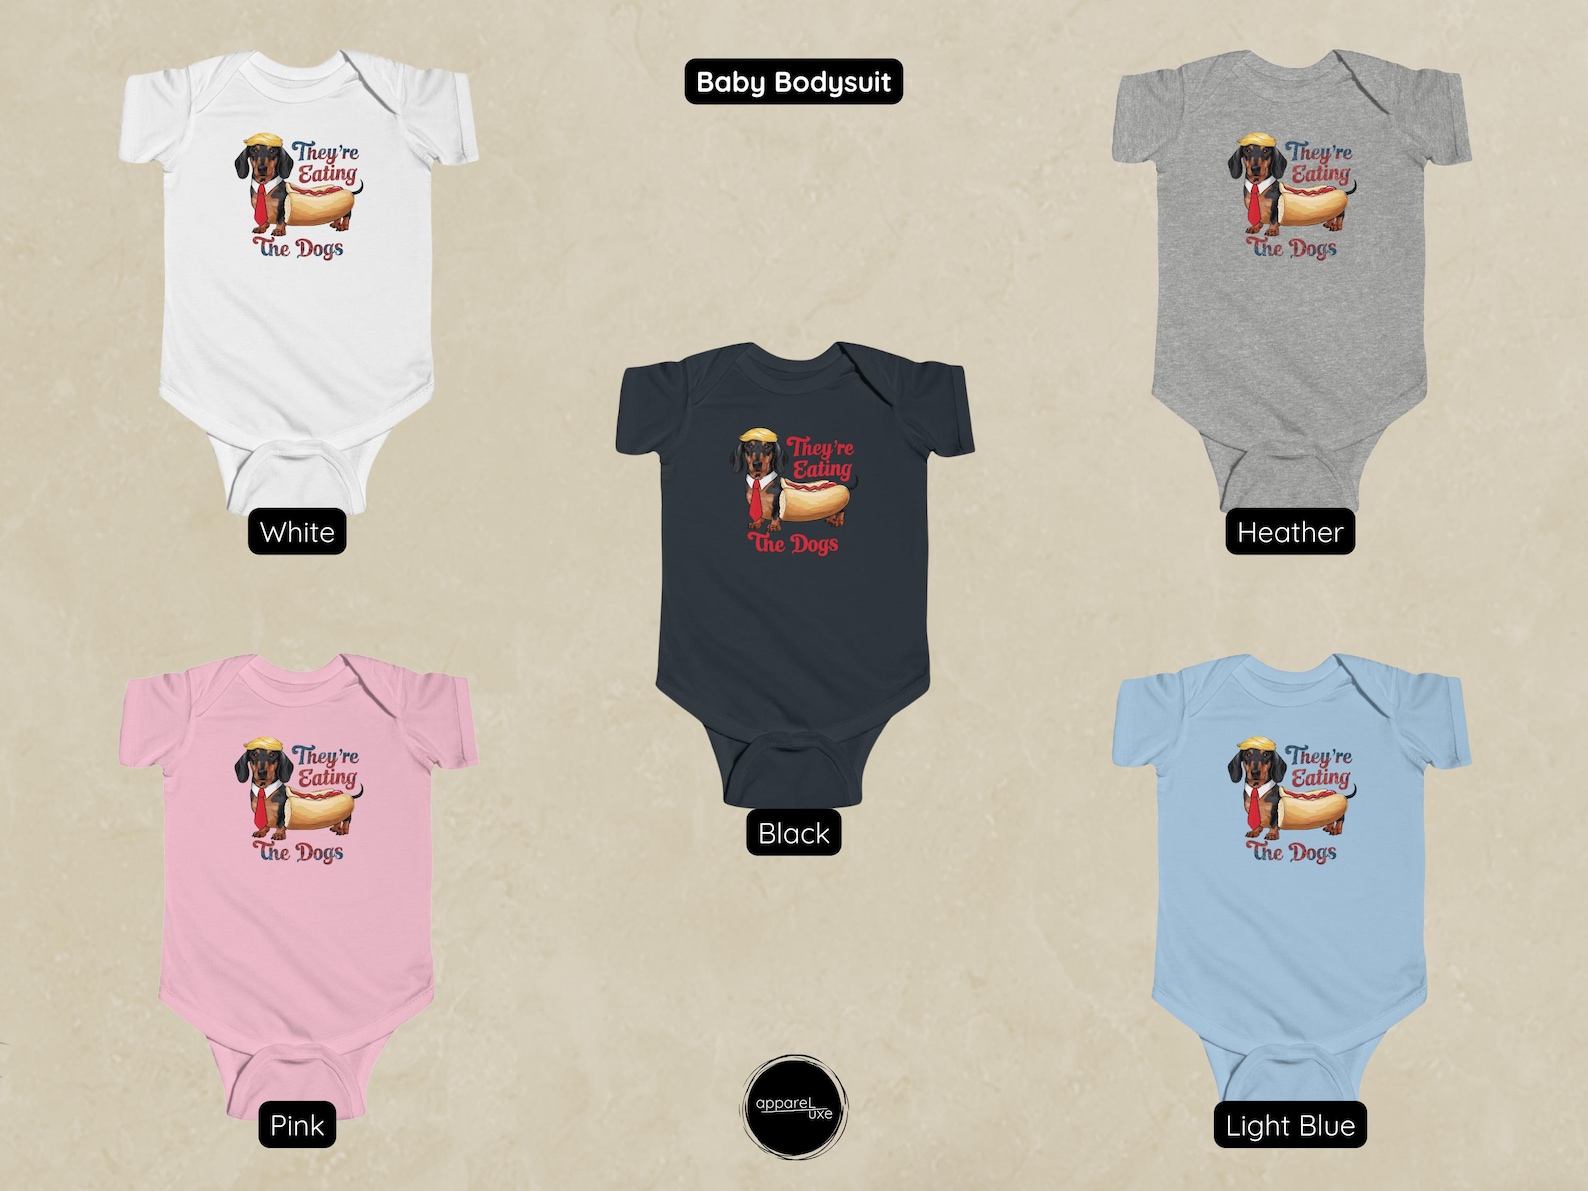 Baby Bodysuit
They're
Eating
The Dogs
White
They're
Eating
The Dogs
Heather
They're
Eating
The Dogs
Black
They're
Eating
The Dogs
Pink
They're
Eating
The Dogs
Light Blue
appareL
uxe